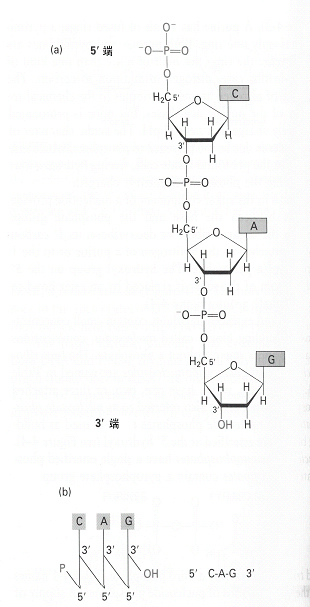 O⁻
(a) 5′ 端 ⁻O–P=O
O
H₂C 5′ O C
H H H H
3′ H
O
⁻O–P=O
O
H₂C 5′ O A
H H H H
3′ H
O
⁻O–P=O
O
H₂C 5′ O G
H H H H
3′
3′ 端 OH H
(b)
C A G
3′ 3′ 3′
P OH 5′ C-A-G 3′
5′ 5′ 5′